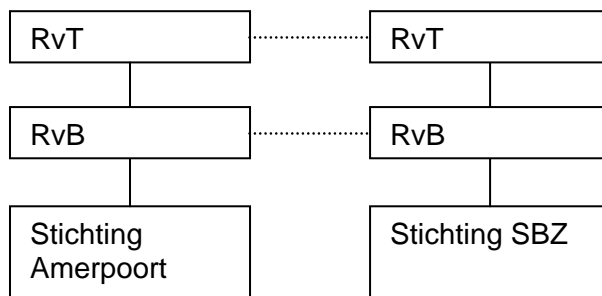 RvT
RvT
RvB
RvB
Stichting
Amerpoort
Stichting SBZ